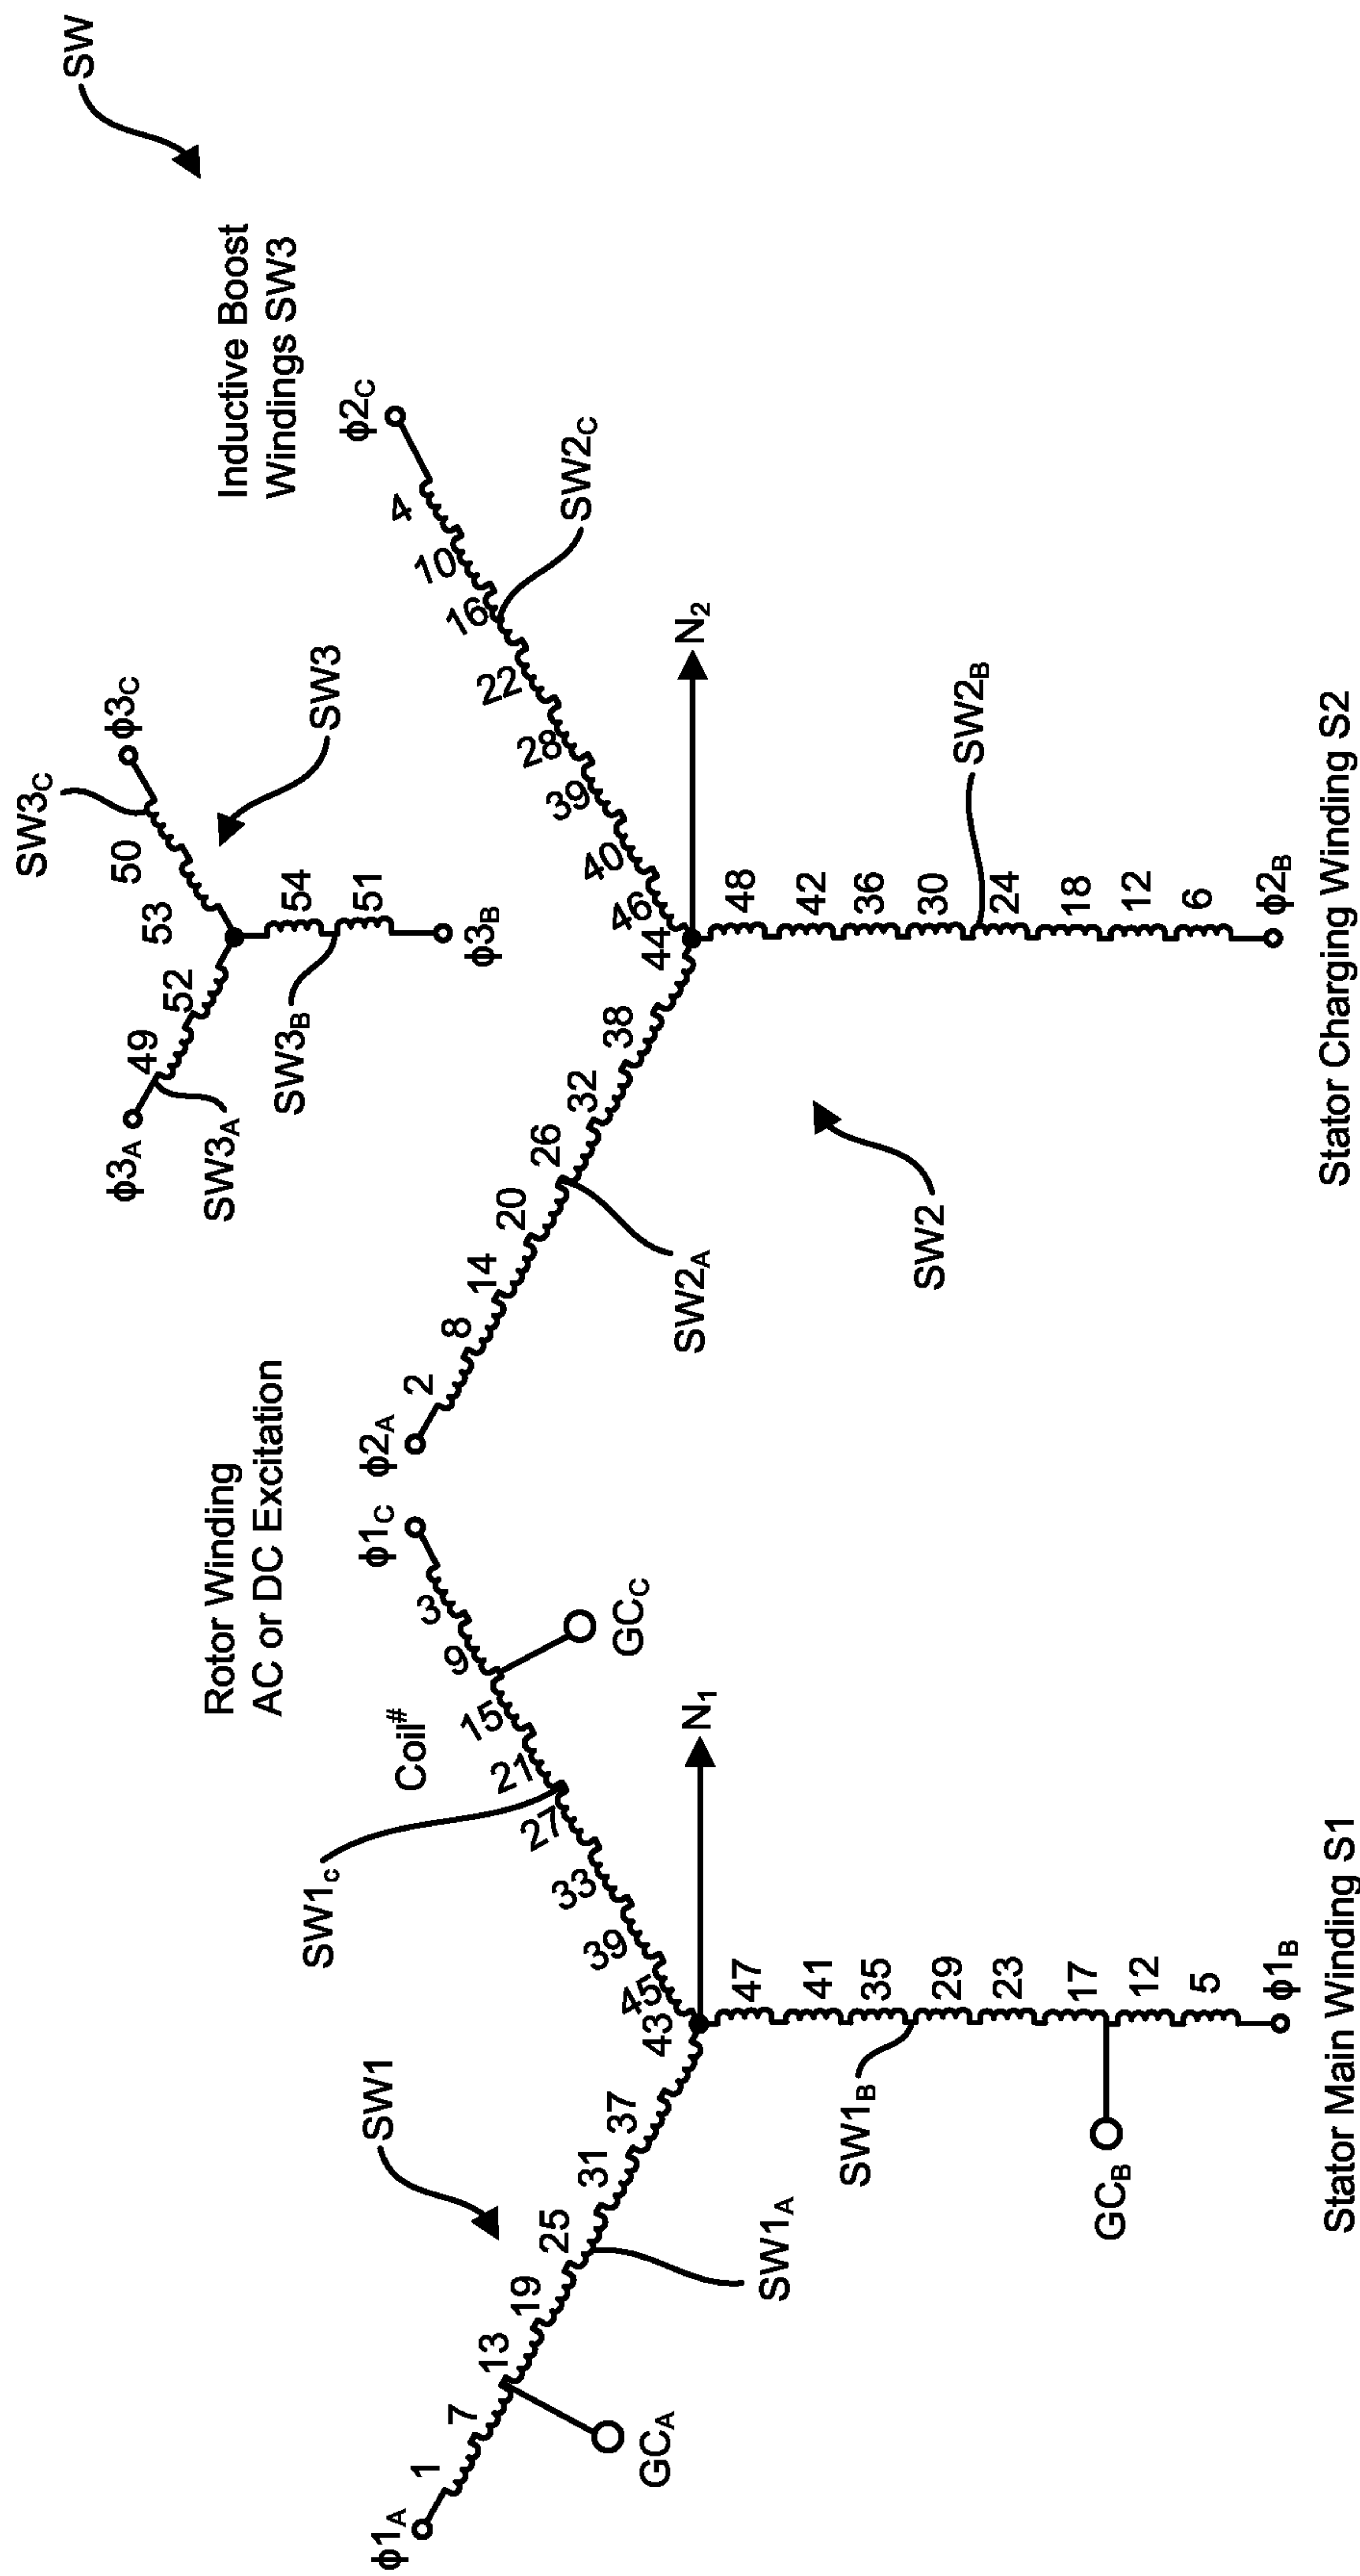 SW
Inductive Boost
Windings SW3
Rotor Winding
AC or DC Excitation
Coil#
SW1
SW1A
SW1B
SW1C
ϕ1A
1
7
13
19
25
31
37
43
GCA
ϕ1C
3
9
15
21
27
33
39
45
GCC
N1
47
41
35
29
23
17
12
5
ϕ1B
GCB
Stator Main Winding S1
ϕ2A
2
8
14
20
26
32
38
44
SW2A
ϕ2C
4
10
16
22
28
39
40
46
SW2C
N2
48
42
36
30
24
18
12
6
ϕ2B
SW2B
SW2
Stator Charging Winding S2
ϕ3A
49
52
SW3A
ϕ3C
50
53
SW3C
54
51
ϕ3B
SW3B
SW3